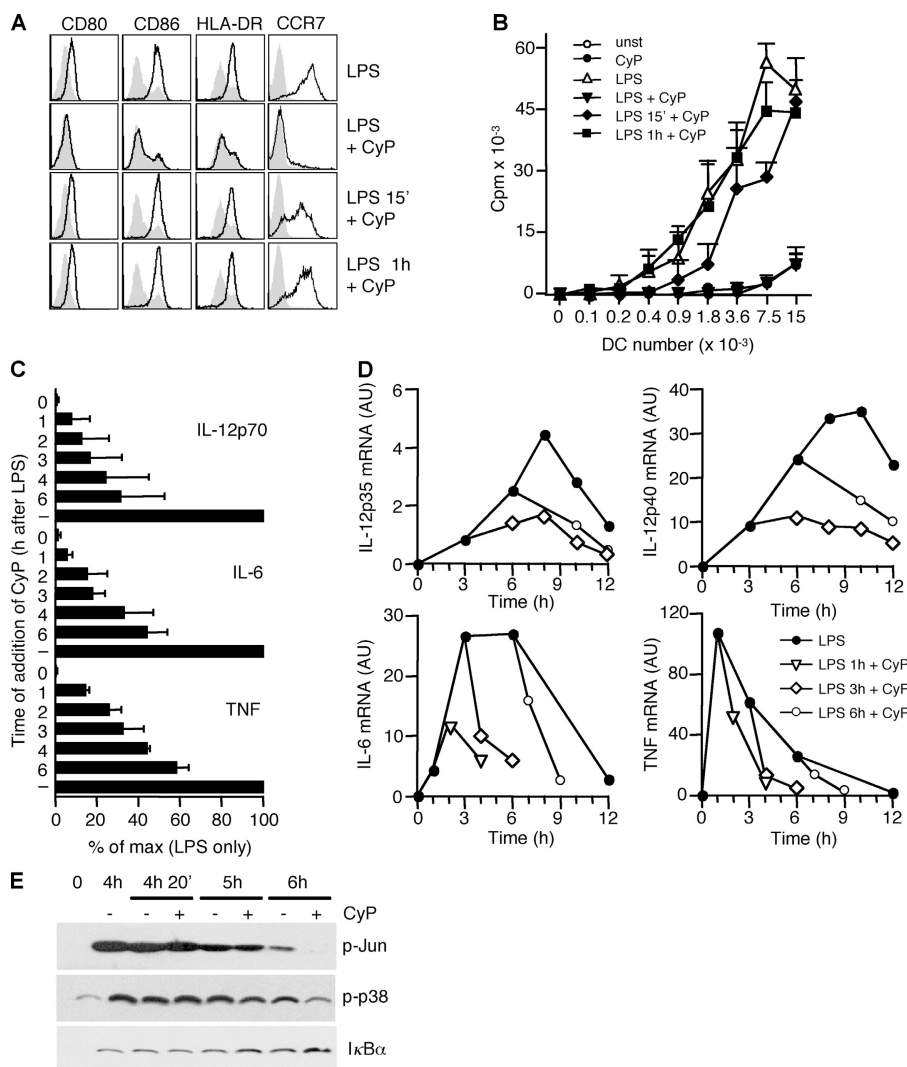 A
CD80 CD86 HLA-DR CCR7
LPS
LPS
+ CyP
LPS 15'
+ CyP
LPS 1h
+ CyP
B
Cpm x 10-3
60
45
30
15
0
unst
CyP
LPS
LPS + CyP
LPS 15' + CyP
LPS 1h + CyP
0 0.1 0.2 0.4 0.9 1.8 3.6 7.5 15
DC number (x 10-3)
C
Time of addition of CyP (h after LPS)
0
1
2
3
4
6
–
IL-12p70
0
1
2
3
4
6
–
IL-6
0
1
2
3
4
6
–
TNF
0 20 40 60 80 100
% of max (LPS only)
D
IL-12p35 mRNA (AU)
6
4
2
0
0 3 6 9 12
Time (h)
IL-12p40 mRNA (AU)
40
30
20
10
0
0 3 6 9 12
Time (h)
IL-6 mRNA (AU)
30
20
10
0
0 3 6 9 12
Time (h)
TNF mRNA (AU)
120
80
40
0
0 3 6 9 12
Time (h)
LPS
LPS 1h + CyP
LPS 3h + CyP
LPS 6h + CyP
E
0 4h 4h 20' 5h 6h
- - + - + - + CyP
p-Jun
p-p38
IκBα